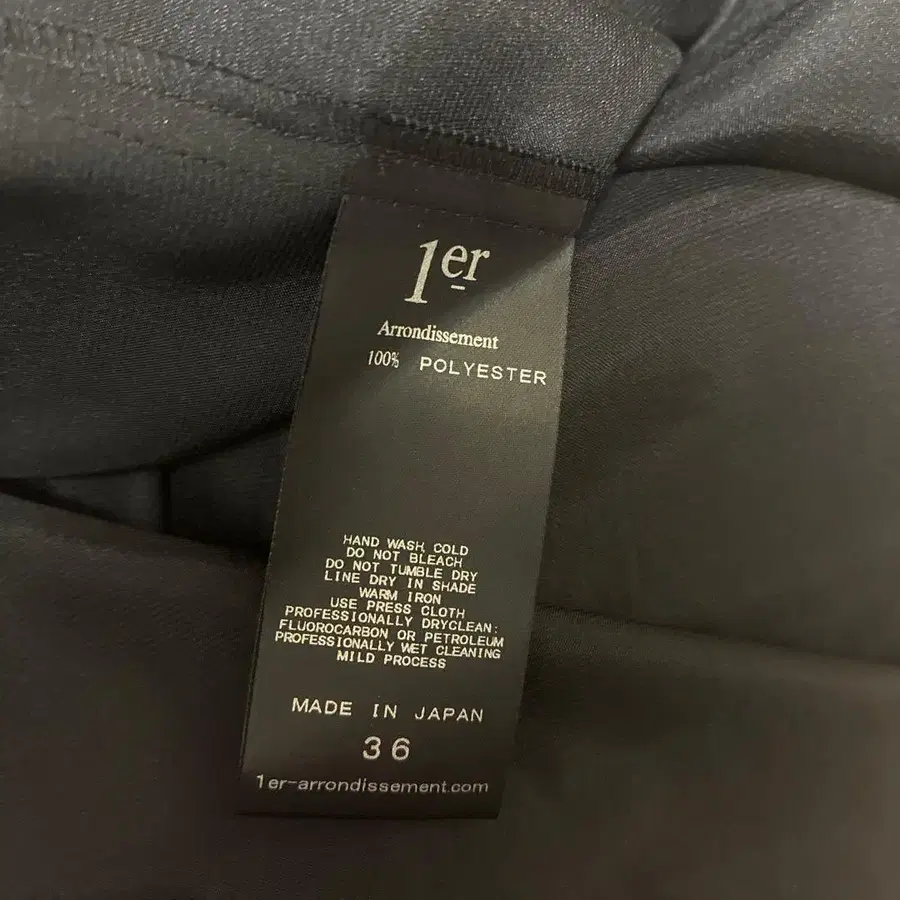 1er
Arrondissement
100% POLYESTER
HAND WASH, COLD
DO NOT BLEACH
DO NOT TUMBLE DRY
LINE DRY IN SHADE
WARM IRON
USE PRESS CLOTH
PROFESSIONALLY DRYCLEAN:
FLUOROCARBON OR PETROLEUM
PROFESSIONALLY WET CLEANING
MILD PROCESS
MADE IN JAPAN
36
1er-arrondissement.com